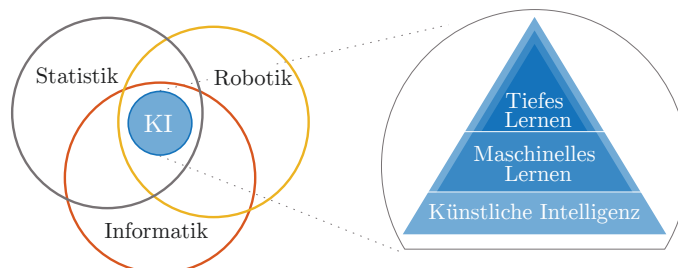 Statistik
Robotik
KI
Informatik
Tiefes
Lernen
Maschinelles
Lernen
Künstliche Intelligenz